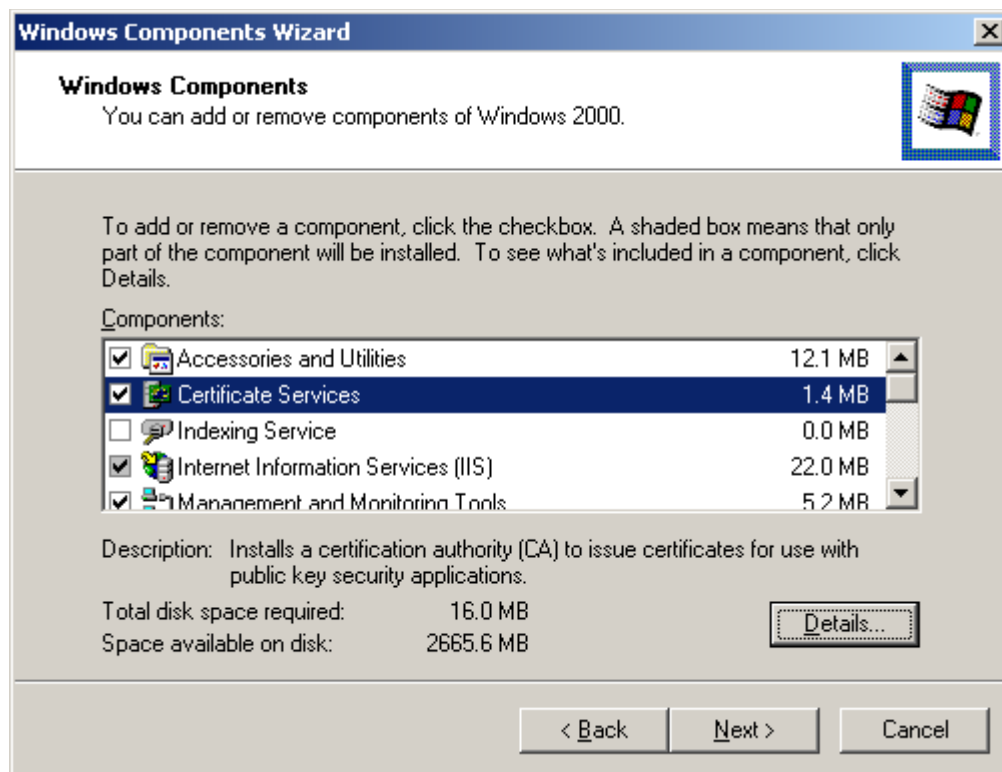 Windows Components Wizard
Windows Components
You can add or remove components of Windows 2000.
To add or remove a component, click the checkbox. A shaded box means that only
part of the component will be installed. To see what's included in a component, click
Details.
Components:
Accessories and Utilities 12.1 MB
Certificate Services 1.4 MB
Indexing Service 0.0 MB
Internet Information Services (IIS) 22.0 MB
Management and Monitoring Tools 5.2 MB
Description: Installs a certification authority (CA) to issue certificates for use with
public key security applications.
Total disk space required: 16.0 MB
Space available on disk: 2665.6 MB
Details...
< Back Next > Cancel